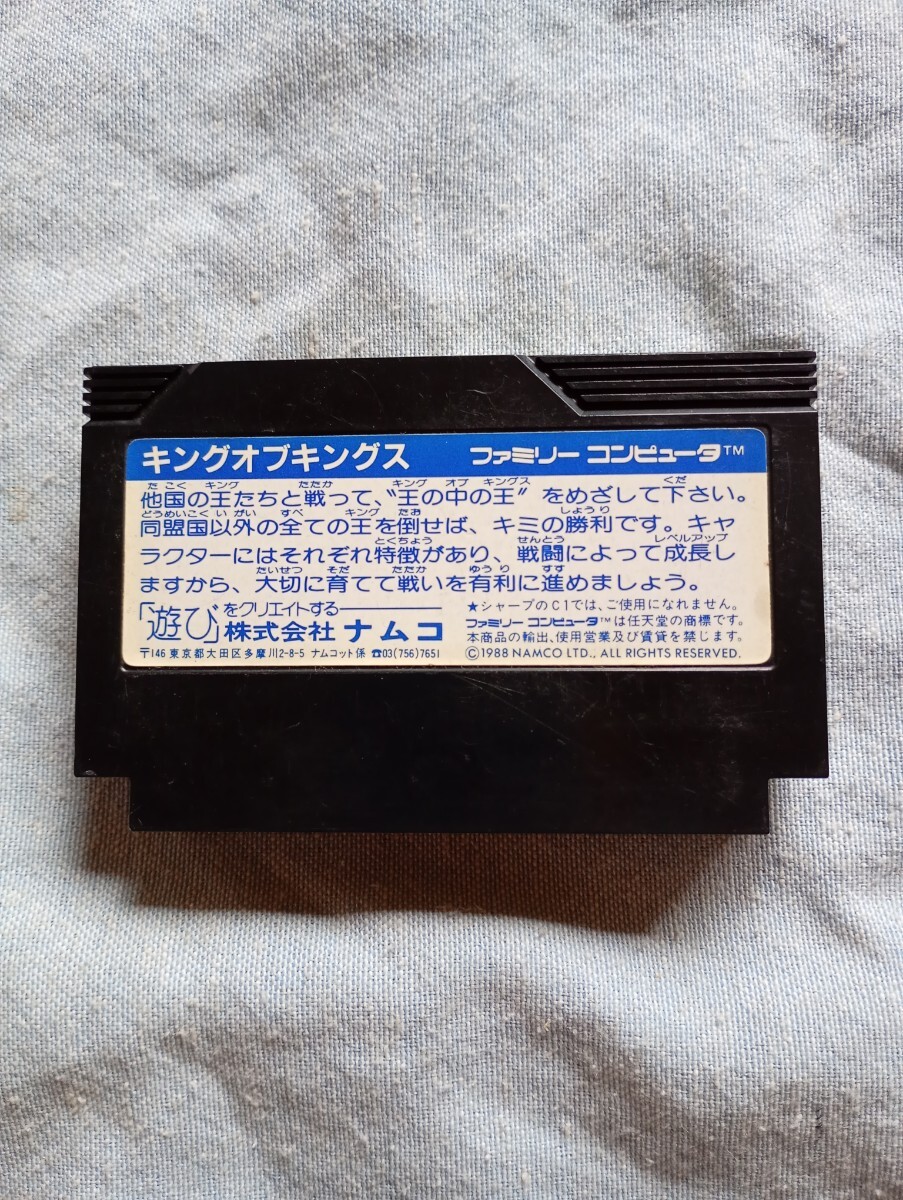 キングオブキングス ファミリー コンピュータ™
他国の王たちと戦って、"王の中の王"をめざして下さい。
同盟国以外の全ての王を倒せば、キミの勝利です。キャ
ラクターにはそれぞれ特徴があり、戦闘によって成長し
ますから、大切に育てて戦いを有利に進めましょう。
「遊び」をクリエイトする
株式会社 ナムコ
〒146 東京都大田区多摩川2-8-5 ナムコット係 ☎03(756)7651
★シャープのC1では、ご使用になれません。
ファミリー コンピュータ™は任天堂の商標です。
本商品の輸出、使用営業及び賃貸を禁じます。
©1988 NAMCO LTD., ALL RIGHTS RESERVED.